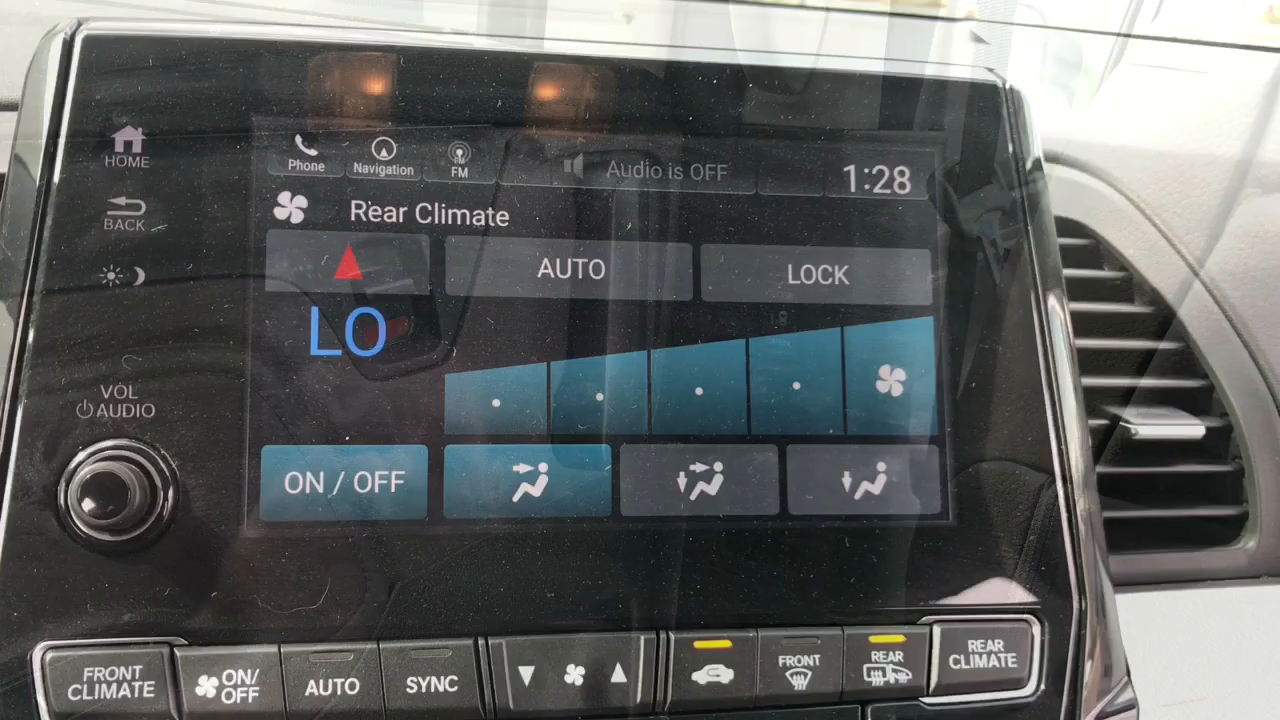 HOME
BACK
Phone
Navigation
FM
FM
Audio is OFF
1:28
Rear Climate
AUTO
LOCK
LO
VOL
AUDIO
ON / OFF
FRONT
CLIMATE
ON/
OFF
AUTO
SYNC
FRONT
REAR
REAR
CLIMATE